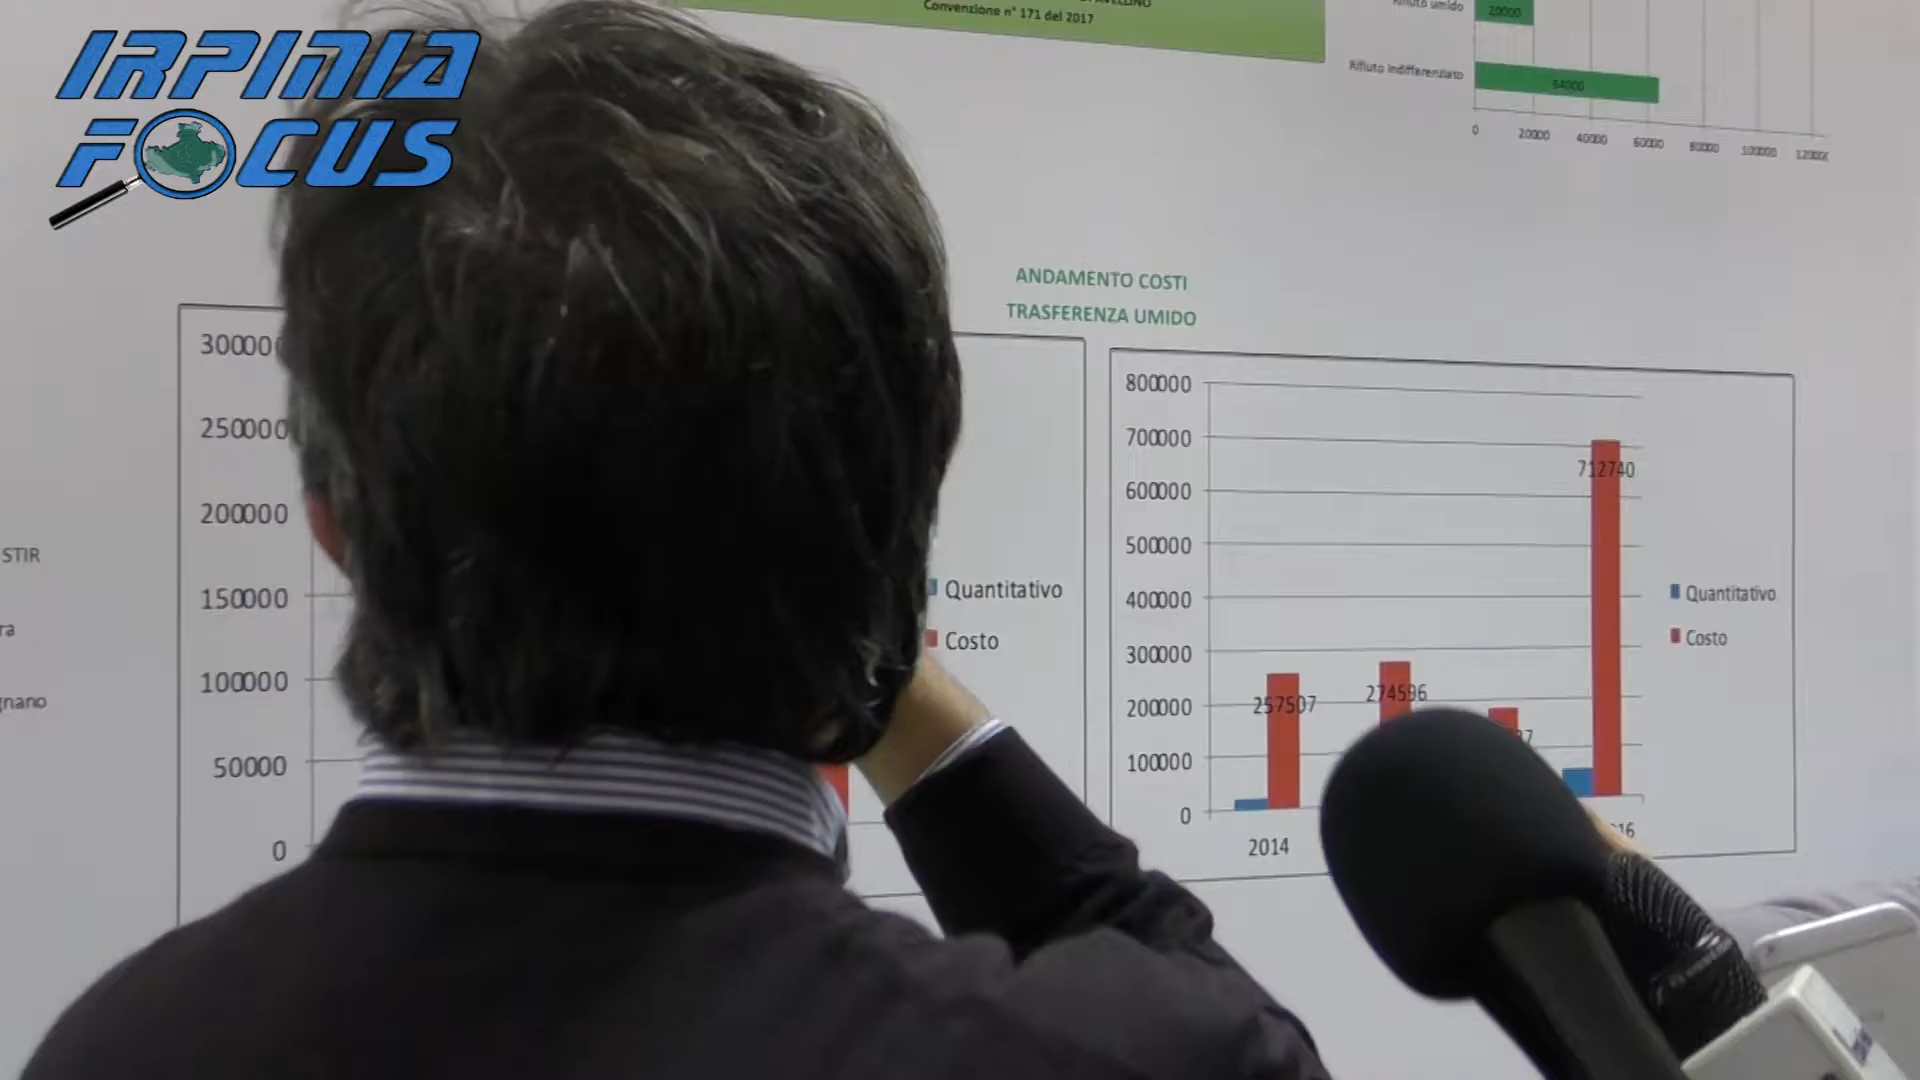 IRPINIA
FOCUS
Convenzione n° 171 del 2017
Rifiuto umido
20000
Rifiuto indifferenziato
64000
0
20000
40000
60000
80000
100000
ANDAMENTO COSTI
TRASFERENZA UMIDO
STIR
250000
200000
150000
100000
50000
0
Quantitativo
Costo
800000
700000
600000
500000
400000
300000
200000
100000
0
257507
274596
712740
2014
Quantitativo
Costo